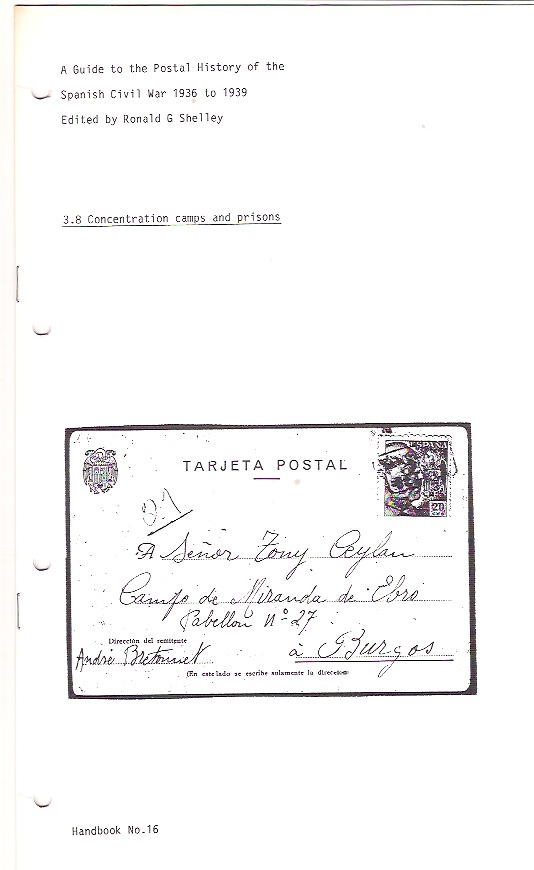 A Guide to the Postal History of the
Spanish Civil War 1936 to 1939
Edited by Ronald G Shelley
3.8 Concentration camps and prisons
TARJETA POSTAL
ESPAÑA
20
CTS
A Señor Tony Ceylan
Campo de Miranda de Ebro
Pabellon Nº 27
Dirección del remitente
à Burgos
André Bretonnet
(En este lado se escribe solamente la dirección)
Handbook No.16